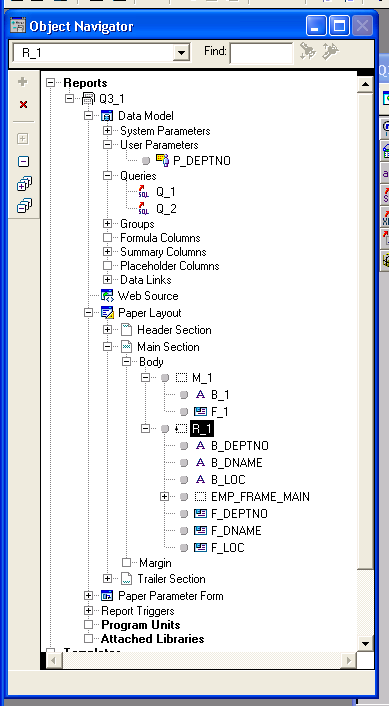 Object Navigator
R_1
Find:
Reports
Q3_1
Data Model
System Parameters
User Parameters
P_DEPTNO
Queries
SQL Q_1
SQL Q_2
Groups
Formula Columns
Summary Columns
Placeholder Columns
Data Links
Web Source
Paper Layout
Header Section
Main Section
Body
M_1
A B_1
F_1
R_1
A B_DEPTNO
A B_DNAME
A B_LOC
EMP_FRAME_MAIN
F_DEPTNO
F_DNAME
F_LOC
Margin
Trailer Section
Paper Parameter Form
Report Triggers
Program Units
Attached Libraries
Templates